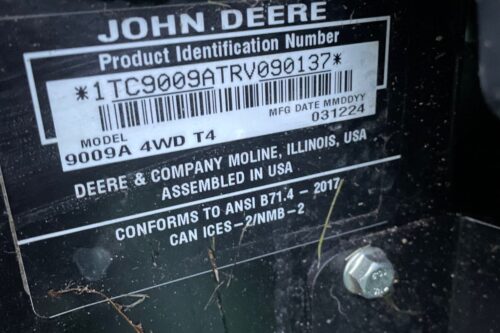 JOHN DEERE
Product Identification Number
*1TC9009ATRV090137*
MODEL
9009A 4WD T4
MFG DATE MMDDYY
031224
DEERE & COMPANY MOLINE, ILLINOIS, USA
ASSEMBLED IN USA
CONFORMS TO ANSI B71.4 - 2017
CAN ICES-2/NMB-2